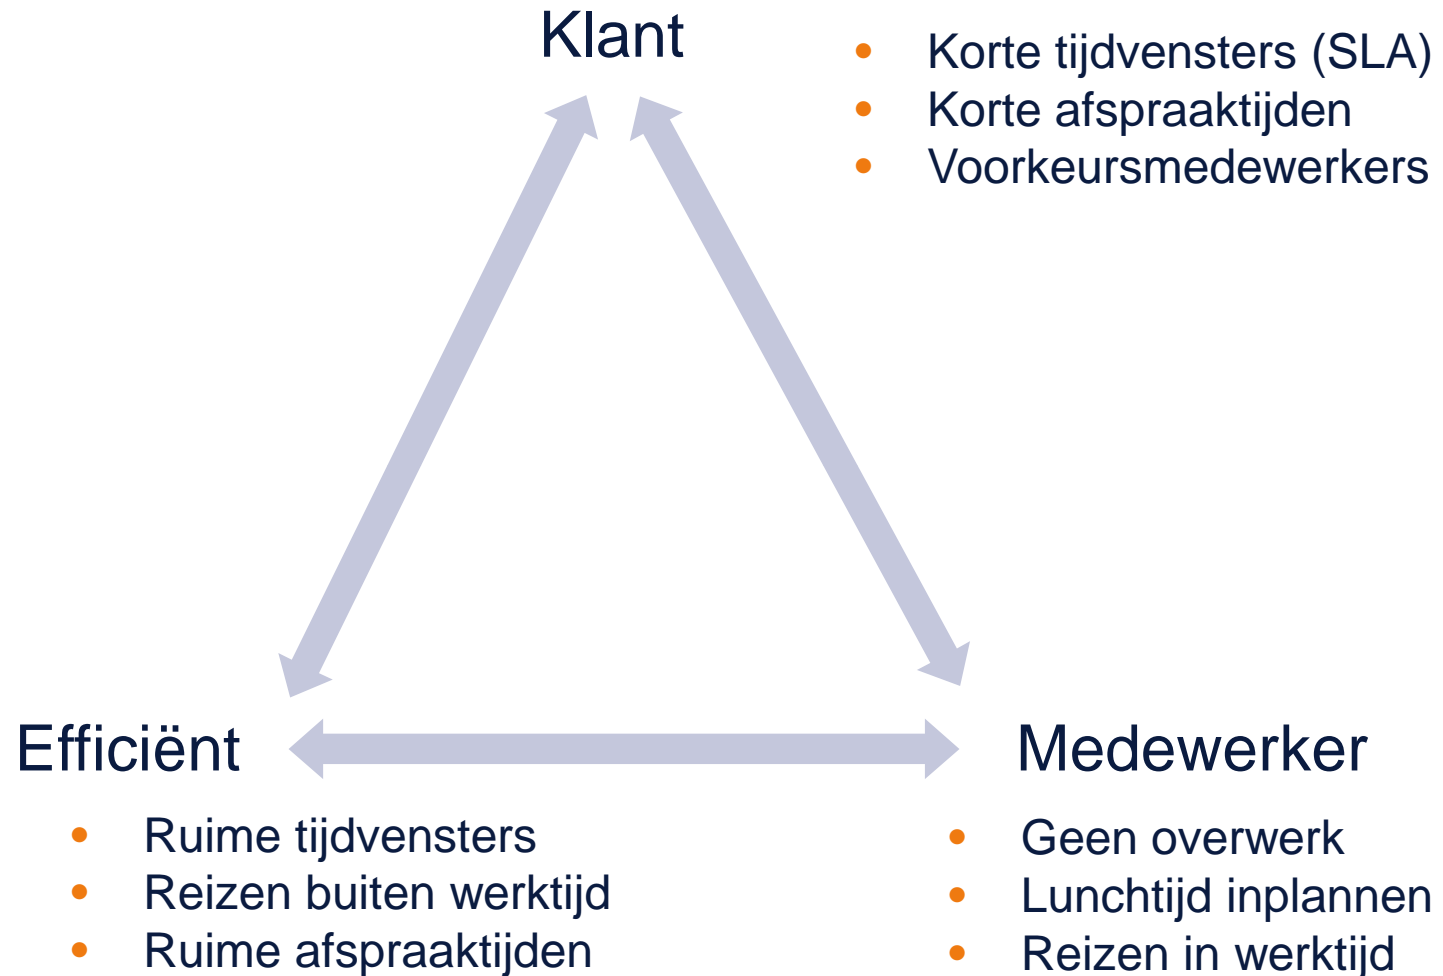 Klant
• Korte tijdvensters (SLA)
• Korte afspraaktijden
• Voorkeursmedewerkers
Efficiënt
• Ruime tijdvensters
• Reizen buiten werktijd
• Ruime afspraaktijden
Medewerker
• Geen overwerk
• Lunchtijd inplannen
• Reizen in werktijd